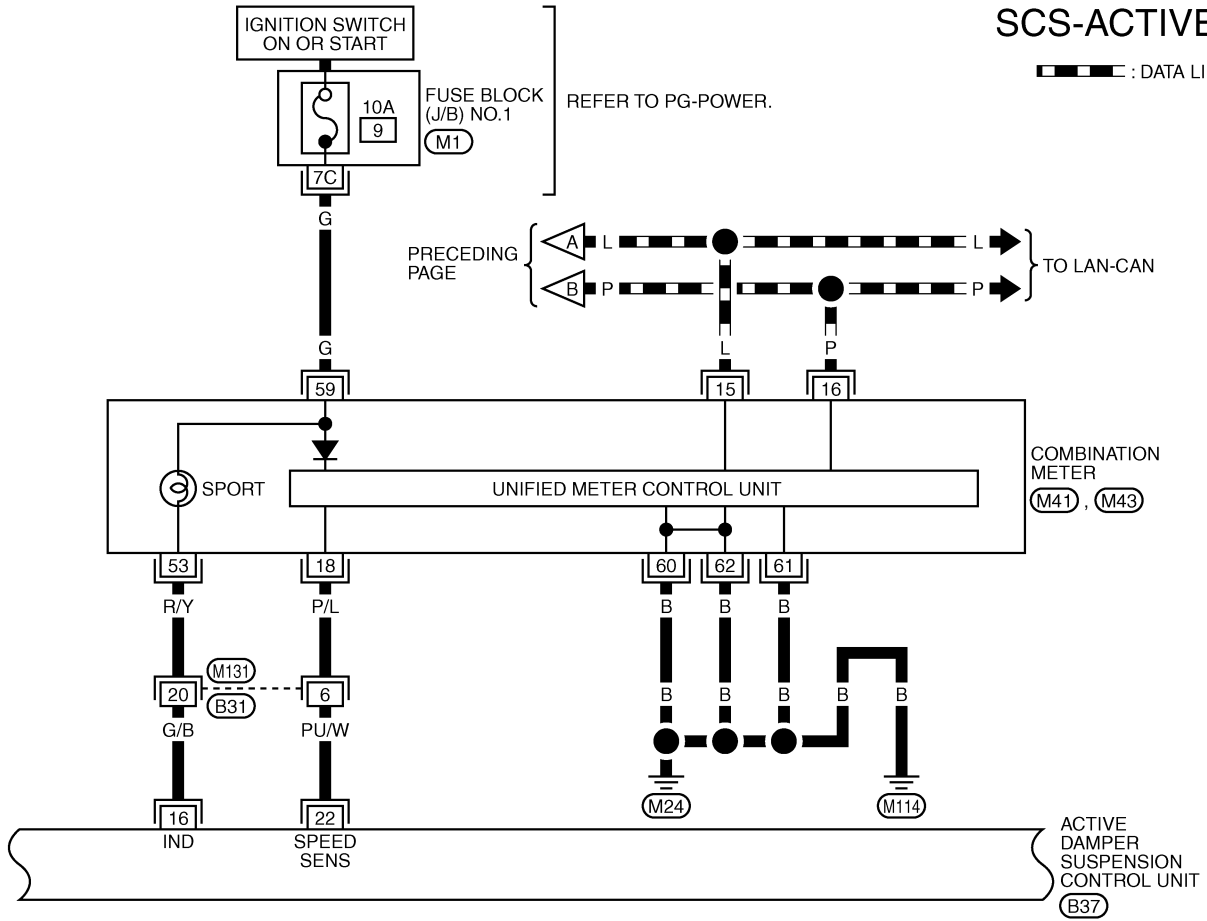 SCS-ACTIVE
: DATA LI
IGNITION SWITCH
ON OR START
10A
9
FUSE BLOCK
(J/B) NO.1
M1
REFER TO PG-POWER.
7C
G
PRECEDING
PAGE
A
L
L
B
P
P
TO LAN-CAN
G
L
P
59
15
16
SPORT
UNIFIED METER CONTROL UNIT
COMBINATION
METER
M41 , M43
53
18
60
62
61
R/Y
P/L
B
B
B
M131
20
6
B31
B
B
B
B
B
G/B
PU/W
M24
M114
16
22
IND
SPEED
SENS
ACTIVE
DAMPER
SUSPENSION
CONTROL UNIT
B37